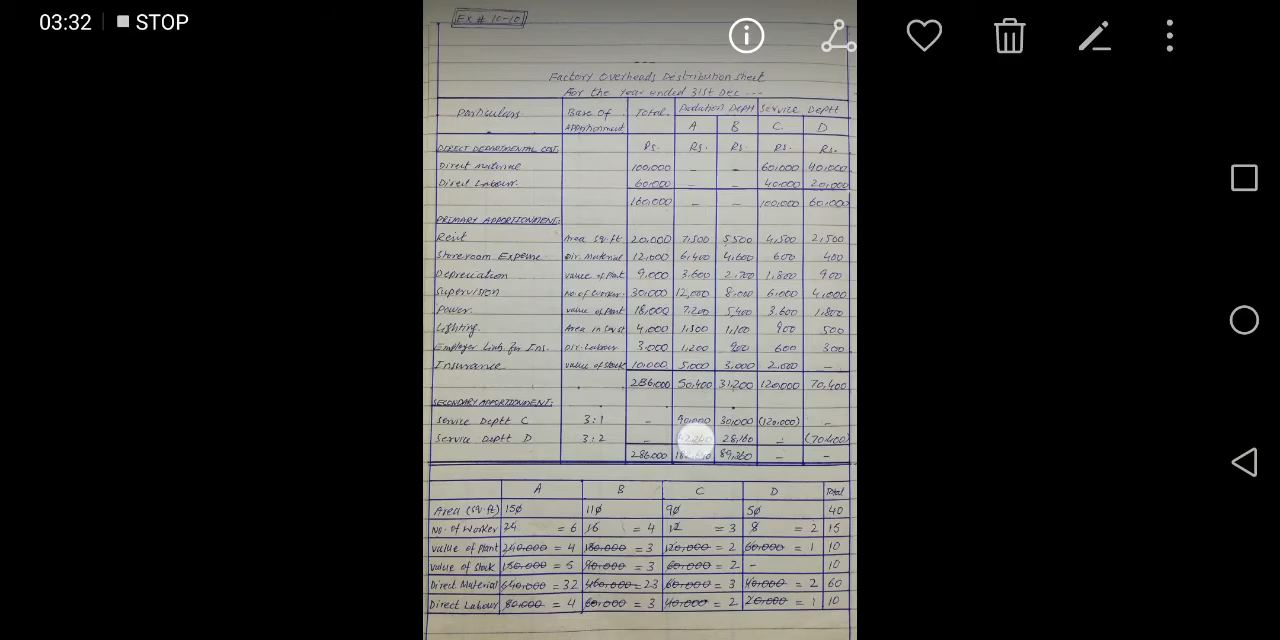 03:32 STOP
Ex # 10-10
Factory Overheads Distribution Sheet
For the Year ended 31st Dec ---
Particulars Base of Apportionment Total Production Deptt Service Deptt
A B C D
DIRECT DEPARTMENTAL COST: Rs. Rs. Rs. Rs. Rs.
Direct Material 100,000 – – 60,000 40,000
Direct Labour. 60,000 – – 40,000 20,000
160,000 – – 100,000 60,000
PRIMARY APPORTIONMENT:
Rent Area Sq.ft 20,000 7,500 5,500 4,500 2,500
Storeroom Expense Dir. Material 12,000 6,400 4,600 600 400
Depreciation Value of Plant 9,000 3,600 2,700 1,800 900
Supervision No. of Worker. 30,000 12,000 8,000 6,000 4,000
Power. Value of Plant 18,000 7,200 5,400 3,600 1,800
Lighting. Area in 4,000 1,500 1,100 900 500
Employer for Ins. Dir. Labour 3,000 1,200 900 600 300
Insurance Value of Stock 10,000 5,000 3,000 2,000 –
286,000 50,400 31,200 120,000 70,400
SECONDARY APPORTIONMENT:
Service Deptt C 3:1 – 90,000 30,000 (120,000) –
Service Deptt D 3:2 – 28,160 – (70,400)
286,000 89,360 – –
A B C D Total
Area (sq.ft) 150 110 90 50 40
No. of Worker 24 = 6 16 = 4 12 = 3 8 = 2 15
Value of Plant 240,000 = 4 180,000 = 3 120,000 = 2 60,000 = 1 10
Value of Stock 150,000 = 5 90,000 = 3 60,000 = 2 – 10
Direct Material 640,000 = 32 460,000 = 23 60,000 = 3 40,000 = 2 60
Direct Labour 80,000 = 4 60,000 = 3 40,000 = 2 20,000 = 1 10